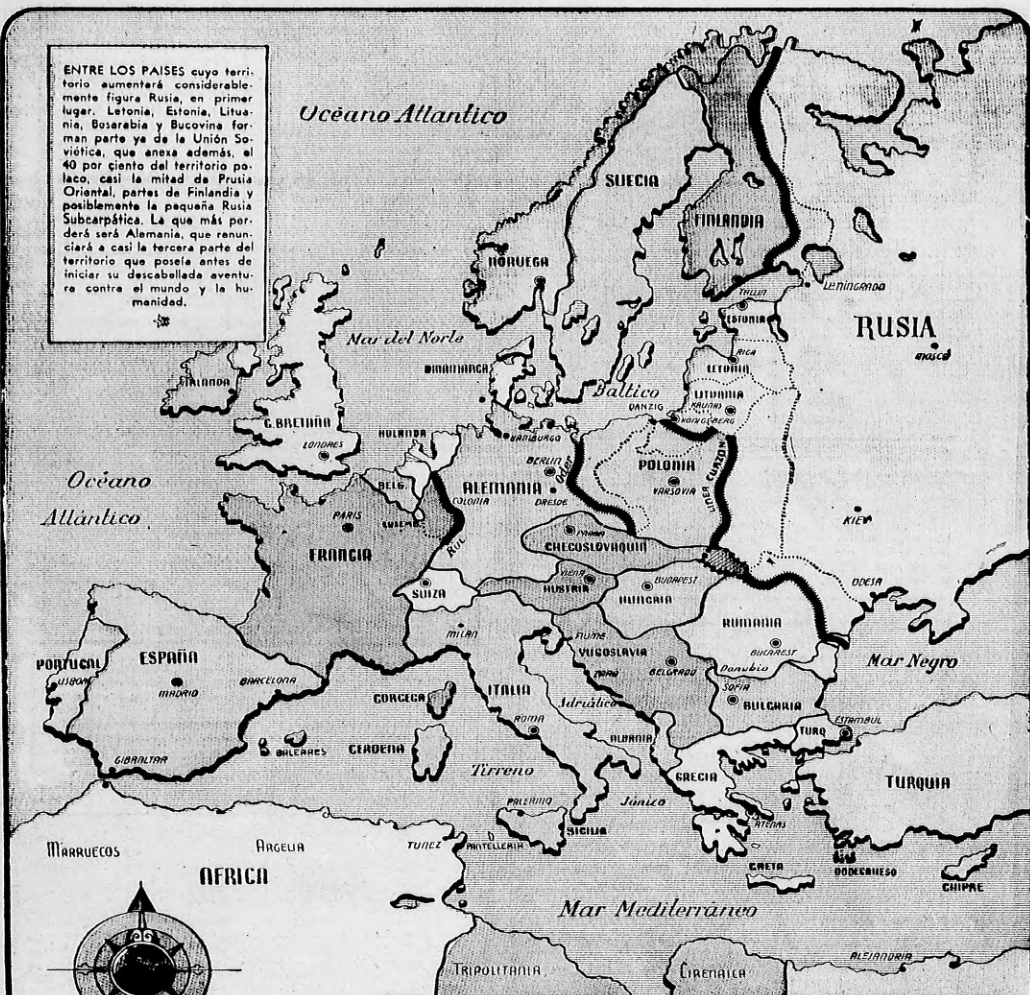 ENTRE LOS PAISES cuyo terri-
torio aumentará considerable-
mente figura Rusia, en primer
lugar. Letonia, Estonia, Litua-
nia, Besarabia y Bucovina for-
man parte ya de la Unión So-
viética, que anexa además, el
40 por ciento del territorio po-
laco, casi la mitad de Prusia
Oriental, partes de Finlandia y
posiblemente la pequeña Rusia
Subcarpática. La que más per-
derá será Alemania, que renun-
ciará a casi la tercera parte del
territorio que poseía antes de
iniciar su descabellada aventu-
ra contra el mundo y la hu-
manidad.
Océano Atlantico
SUECIA
FINLANDIA
NORUEGA
TALLIN
LENINGRADO
ESTONIA
RUSIA
MOSCÚ
Mar del Norte
RIGA
LETONIA
DINAMARCA
IRLANDA
Baltico
LITUANIA
KAUNAS
DANZIG
KÖNIGSBERG
G. BRETAÑA
HOLANDA
HAMBURGO
LONDRES
BERLIN
Oder
POLONIA
VARSOVIA
LINEA CURZON
Océano
Atlántico
BELG.
ALEMANIA
COLONIA
DRESDE
PARIS
LUXEMB.
KIEV
FRANCIA
PRAGA
CHECOSLOVAQUIA
VIENA
AUSTRIA
BUDAPEST
HUNGRIA
ODESA
SUIZA
RUMANIA
MILAN
FIUME
YUGOSLAVIA
BUCAREST
PORTUGAL
LISBOA
ESPAÑA
MADRID
BARCELONA
ZARA
BELGRADO
Danubio
Mar Negro
CORCEGA
ITALIA
Adriático
SOFIA
BULGARIA
ROMA
ESTAMBUL
TURQ
BALEARES
CERDEÑA
ALBANIA
GIBRALTAR
Tirreno
GRECIA
TURQUIA
PALERMO
Jónico
SICILIA
ATENAS
MARRUECOS
ARGELIA
TUNEZ
PANTELLERIA
CRETA
DODECANESO
CHIPRE
AFRICA
Mar Mediterráneo
TRIPOLITANIA
CIRENAICA
ALEJANDRIA